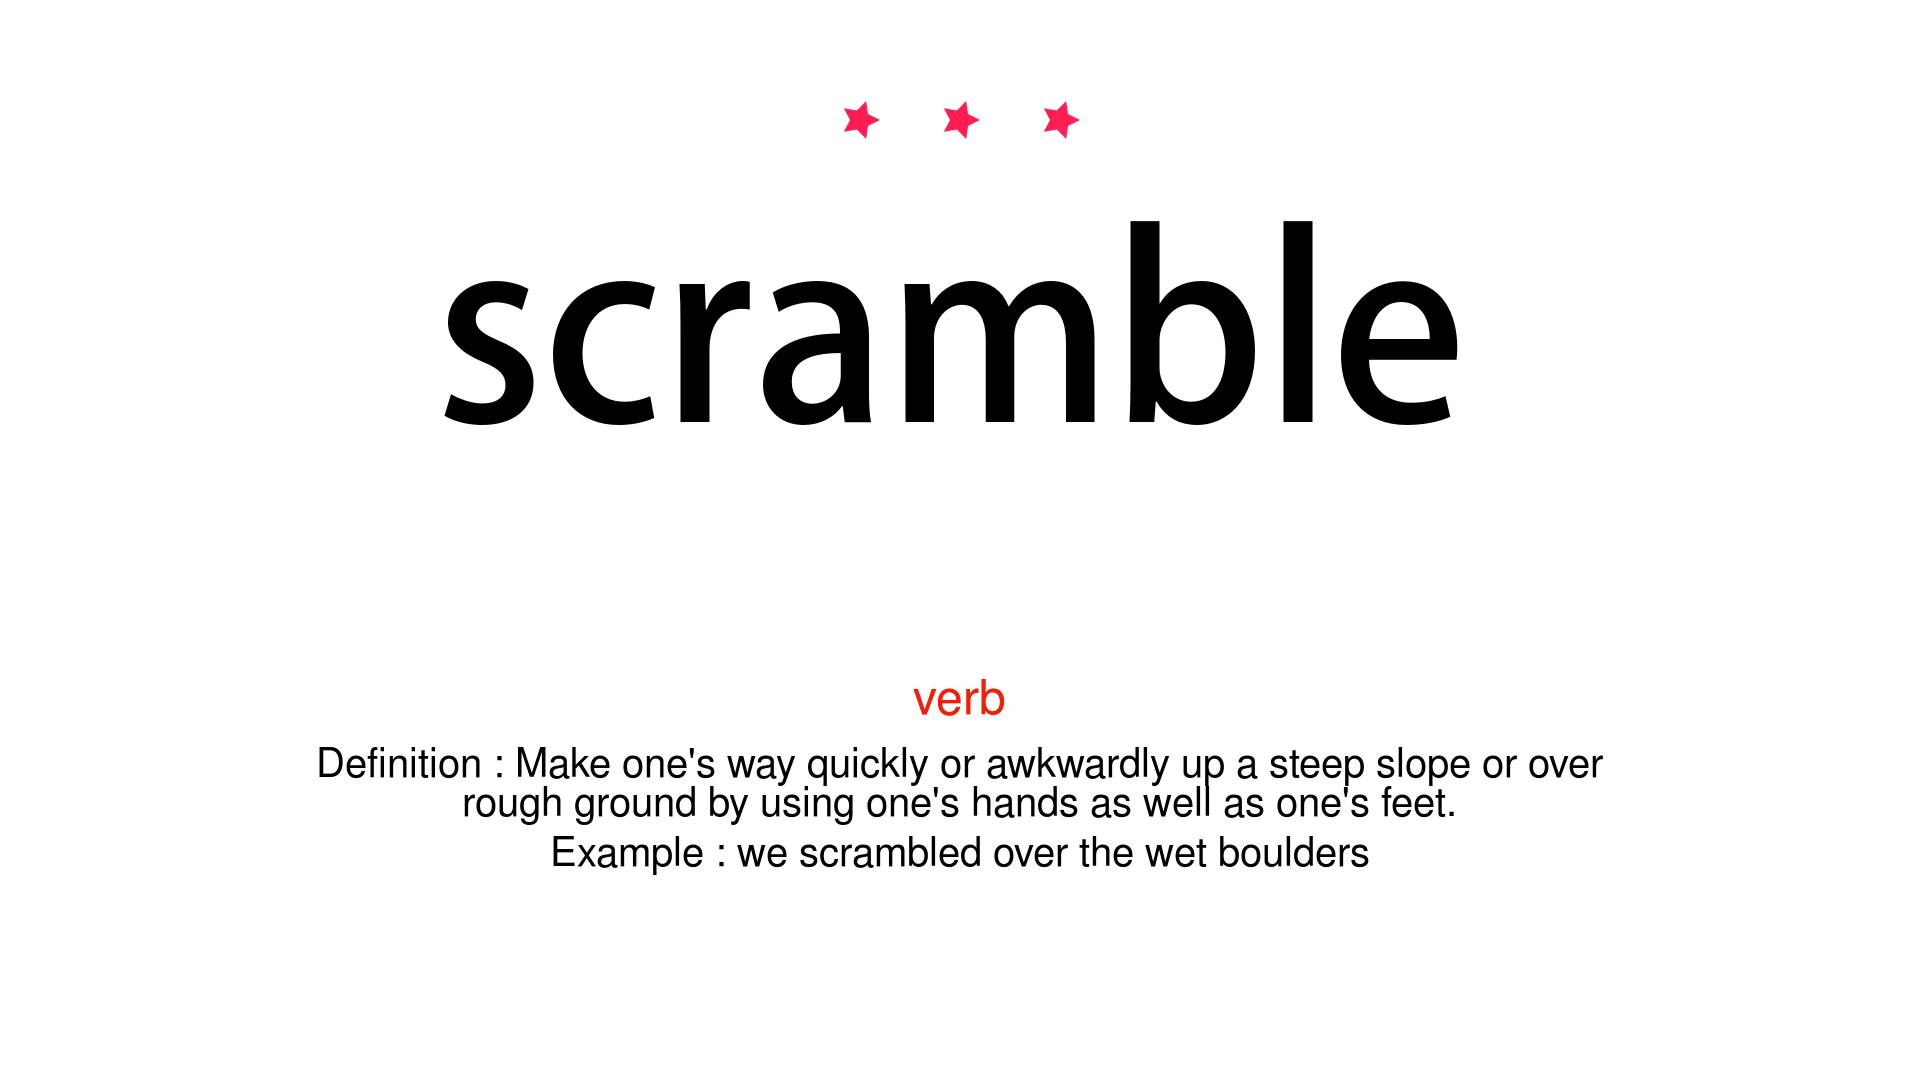 scramble
verb
Definition : Make one's way quickly or awkwardly up a steep slope or over
rough ground by using one's hands as well as one's feet.
Example : we scrambled over the wet boulders